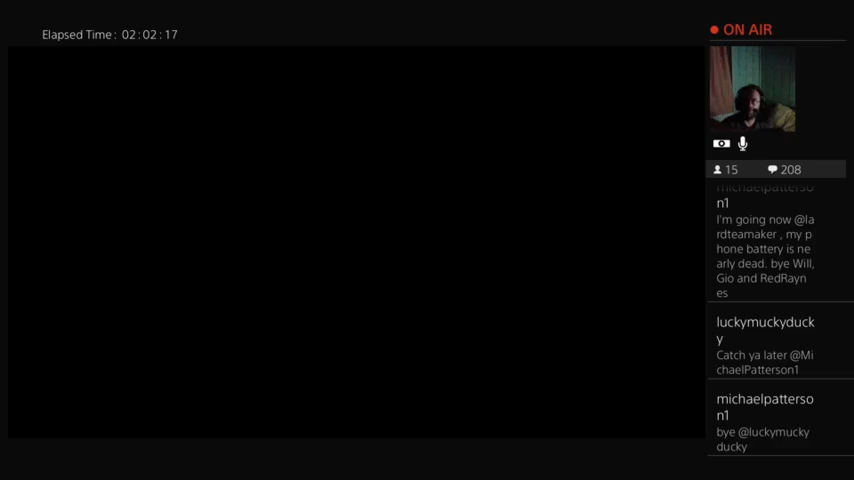 Elapsed Time: 02:02:17
ON AIR
15 208
michaelpatterso
n1
I'm going now @la
rdteamaker , my p
hone battery is ne
arly dead. bye Will,
Gio and RedRayn
es
luckymuckyduck
y
Catch ya later @Mi
chaelPatterson1
michaelpatterso
n1
bye @luckymucky
ducky